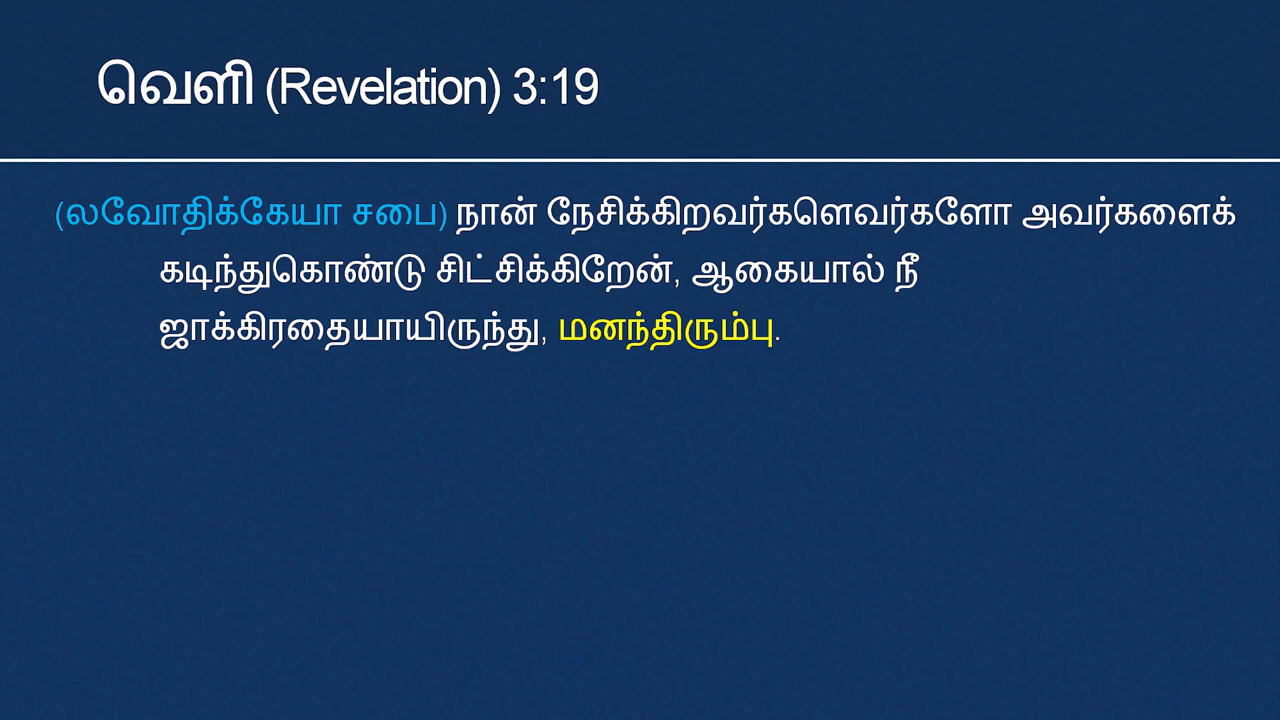 வெளி (Revelation) 3:19
(லவோதிக்கேயா சபை) நான் நேசிக்கிறவர்களெவர்களோ அவர்களைக்
கடிந்துகொண்டு சிட்சிக்கிறேன், ஆகையால் நீ
ஜாக்கிரதையாயிருந்து, மனந்திரும்பு.